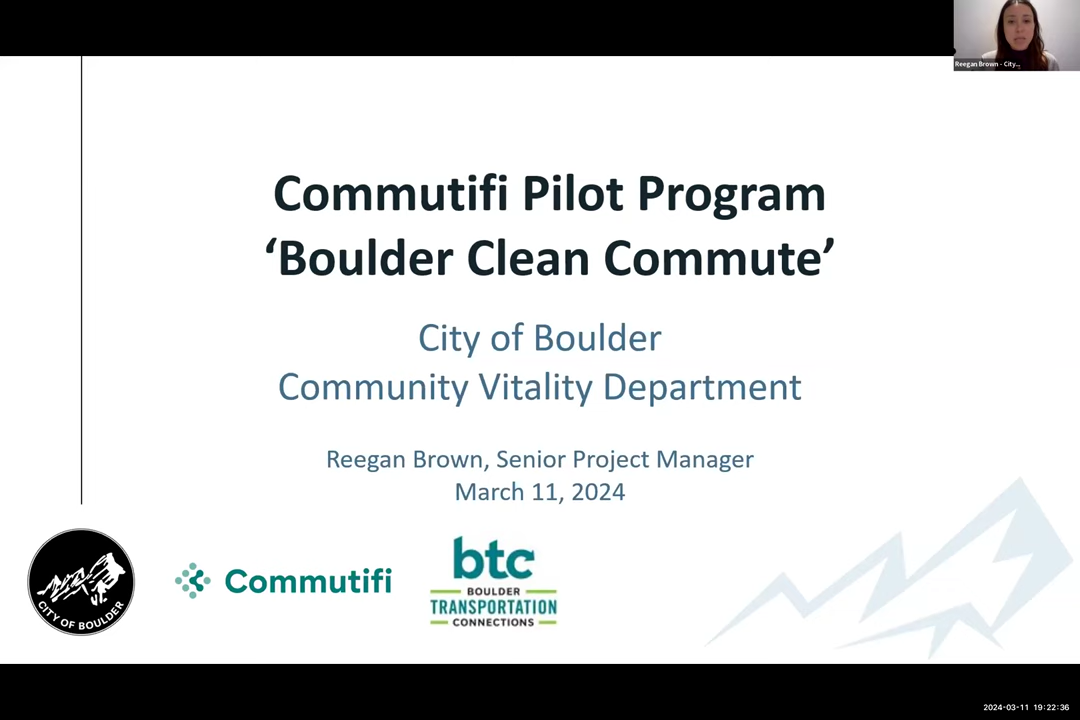 Reegan Brown - City...
Commutifi Pilot Program
‘Boulder Clean Commute’
City of Boulder
Community Vitality Department
Reegan Brown, Senior Project Manager
March 11, 2024
CITY OF BOULDER
Commutifi
btc
BOULDER
TRANSPORTATION
CONNECTIONS
2024-03-11 19:22:36